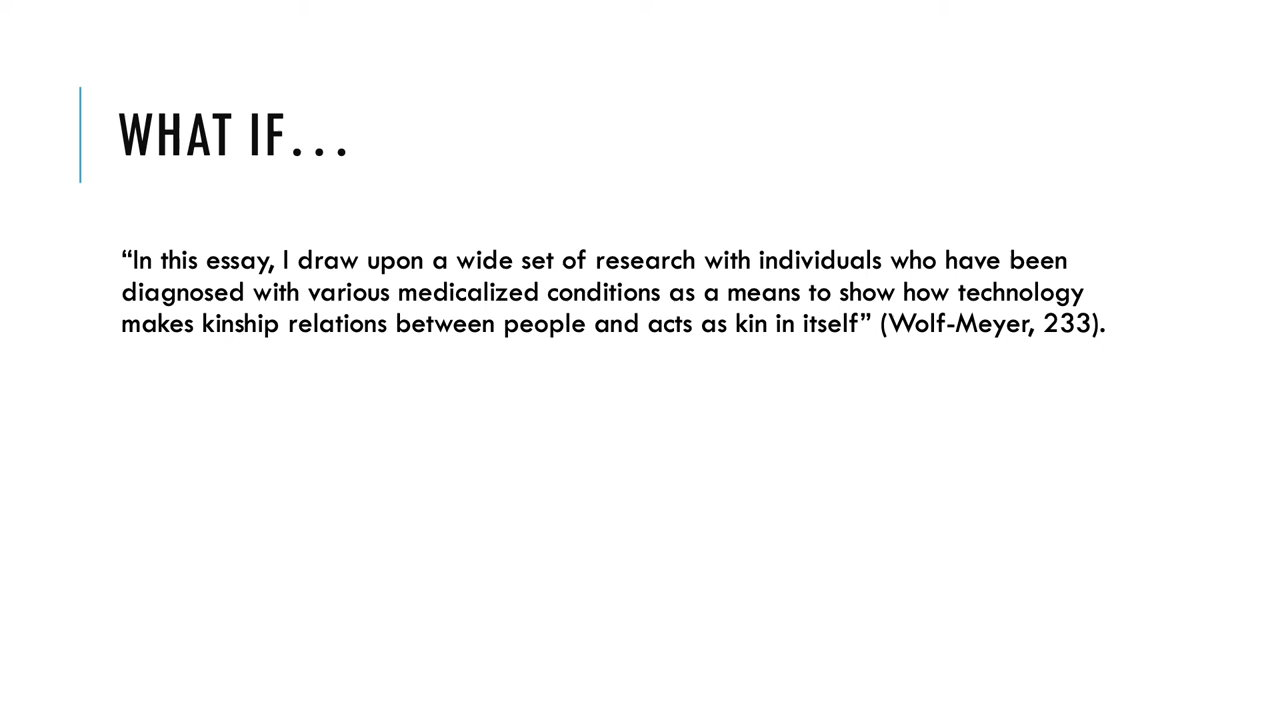 WHAT IF...
“In this essay, I draw upon a wide set of research with individuals who have been
diagnosed with various medicalized conditions as a means to show how technology
makes kinship relations between people and acts as kin in itself” (Wolf-Meyer, 233).